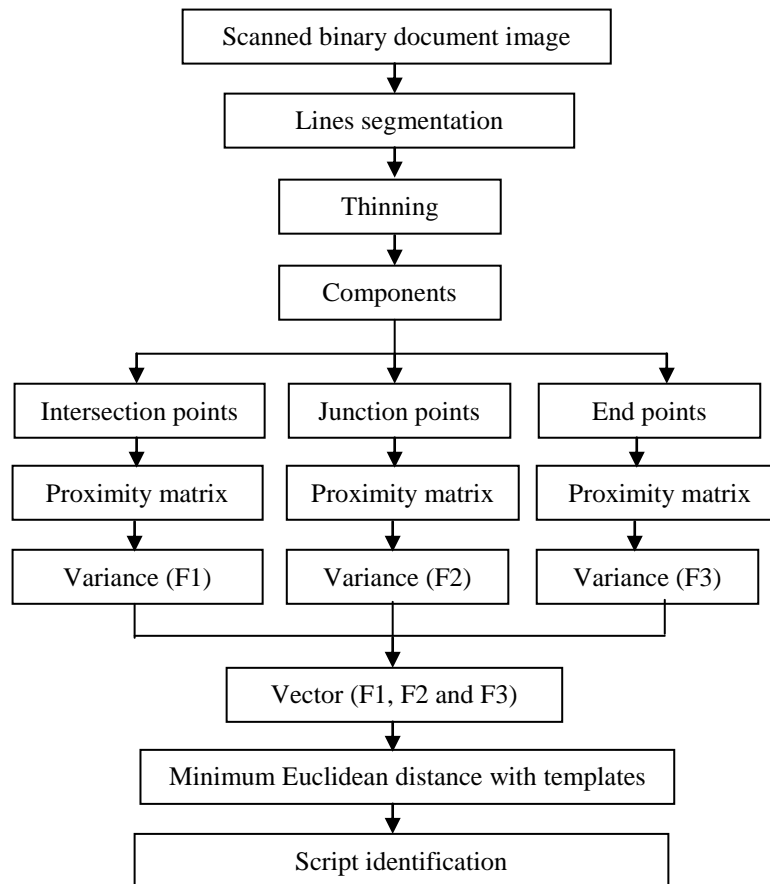 Scanned binary document image
Lines segmentation
Thinning
Components
Intersection points
Junction points
End points
Proximity matrix
Proximity matrix
Proximity matrix
Variance (F1)
Variance (F2)
Variance (F3)
Vector (F1, F2 and F3)
Minimum Euclidean distance with templates
Script identification